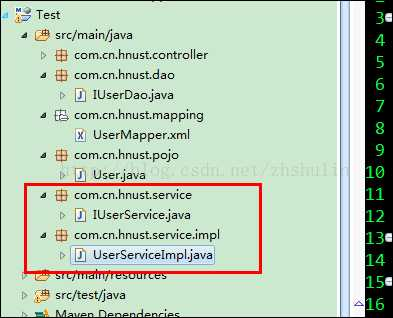 Test
src/main/java
com.cn.hnust.controller
com.cn.hnust.dao
IUserDao.java
com.cn.hnust.mapping
UserMapper.xml
com.cn.hnust.pojo
User.java
http://blog.csdn.net/zhshulin
com.cn.hnust.service
IUserService.java
com.cn.hnust.service.impl
UserServiceImpl.java
src/main/resources
src/test/java
Maven Dependencies
2
3
4
5
6
7
8
9
10
11
12
13
14
15
16